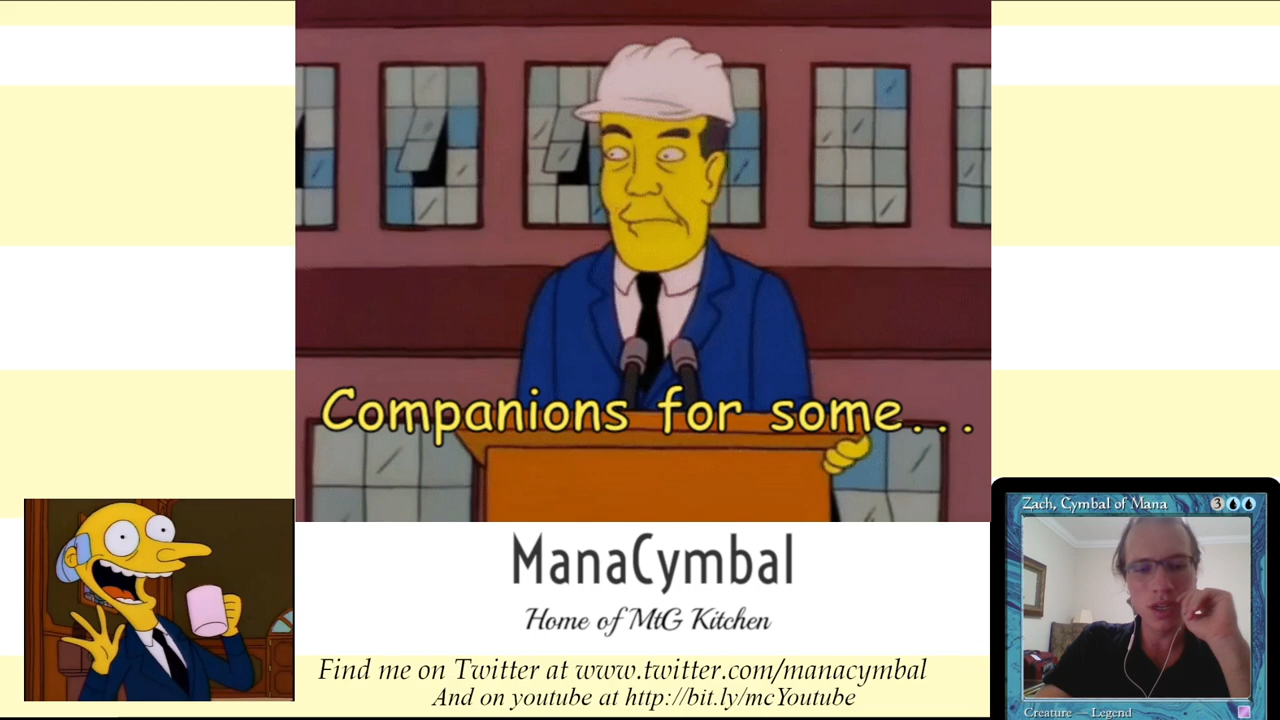 Companions for some...
Zach, Cymbal of Mana 3
ManaCymbal
Home of MtG Kitchen
Find me on Twitter at www.twitter.com/manacymbal
And on youtube at http://bit.ly/mcYoutube
Creature — Legend